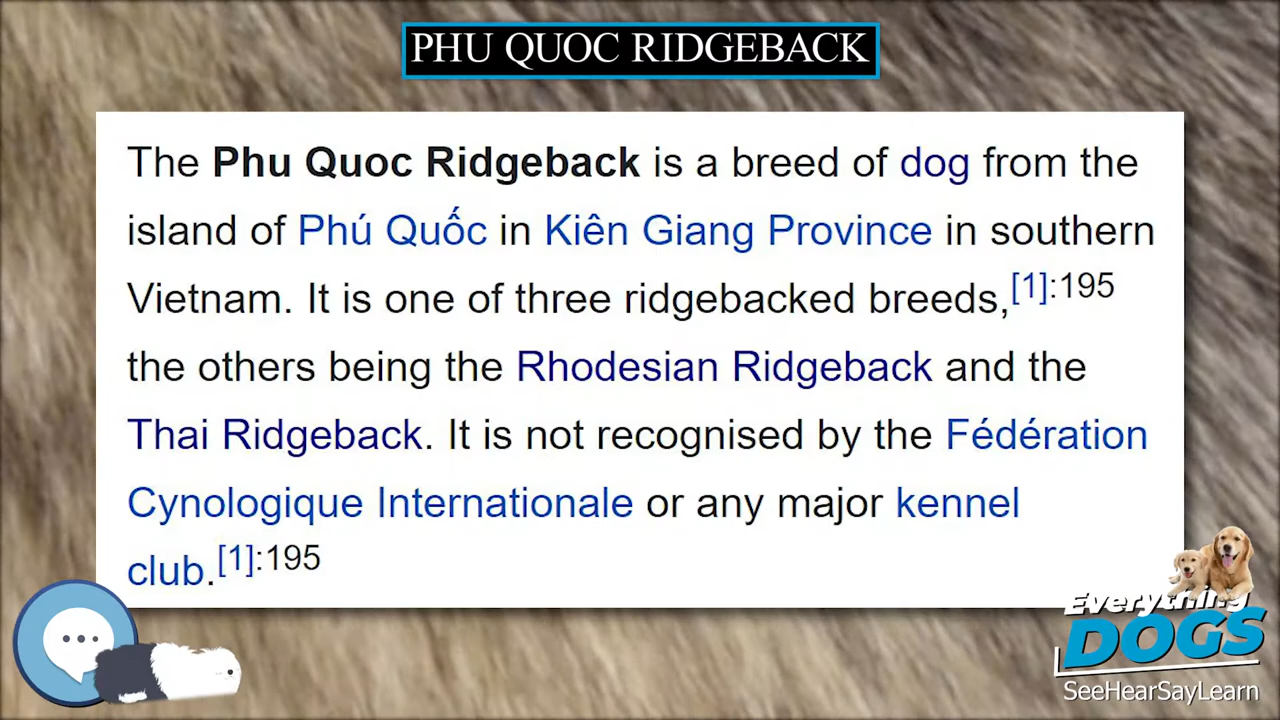 PHU QUOC RIDGEBACK
The Phu Quoc Ridgeback is a breed of dog from the
island of Phú Quốc in Kiên Giang Province in southern
Vietnam. It is one of three ridgebacked breeds,[1]:195
the others being the Rhodesian Ridgeback and the
Thai Ridgeback. It is not recognised by the Fédération
Cynologique Internationale or any major kennel
club.[1]:195
Everything
DOGS
SeeHearSayLearn